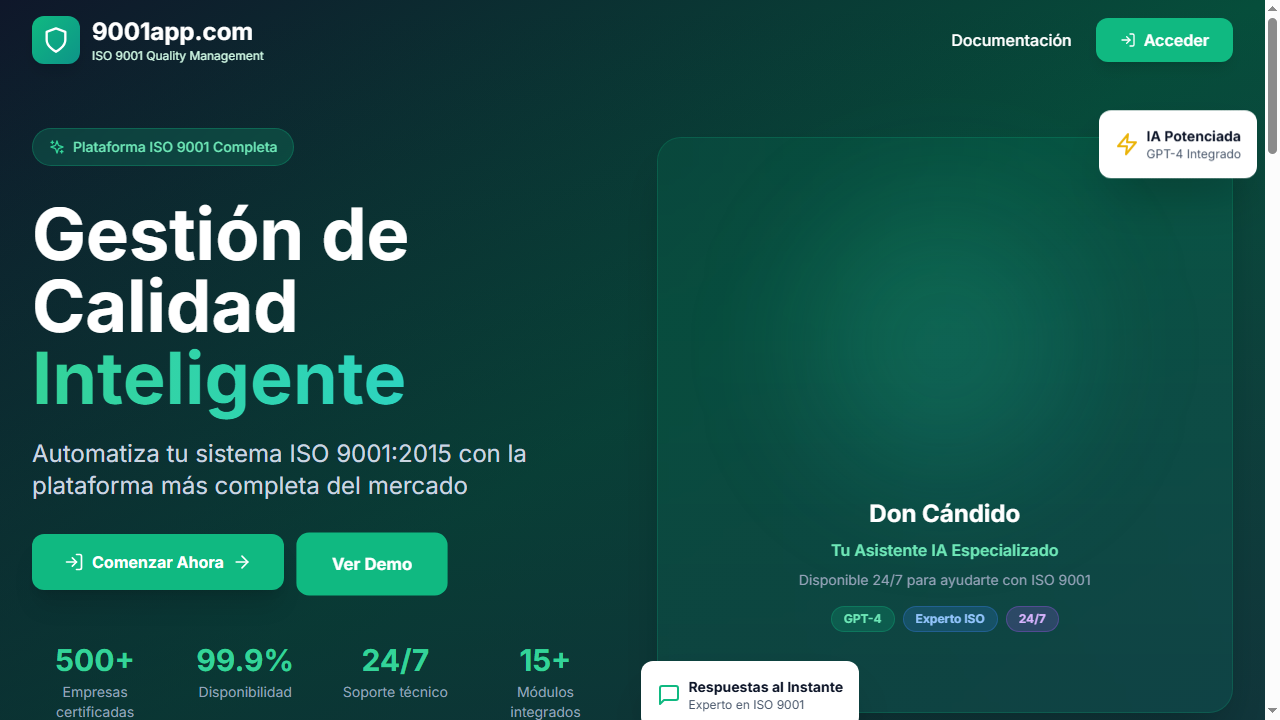 9001app.com
ISO 9001 Quality Management
Documentación
Acceder
Plataforma ISO 9001 Completa
Gestión de
Calidad
Inteligente
Automatiza tu sistema ISO 9001:2015 con la
plataforma más completa del mercado
Comenzar Ahora
Ver Demo
500+
Empresas
certificadas
99.9%
Disponibilidad
24/7
Soporte técnico
15+
Módulos
integrados
IA Potenciada
GPT-4 Integrado
Don Cándido
Tu Asistente IA Especializado
Disponible 24/7 para ayudarte con ISO 9001
GPT-4
Experto ISO
24/7
Respuestas al Instante
Experto en ISO 9001